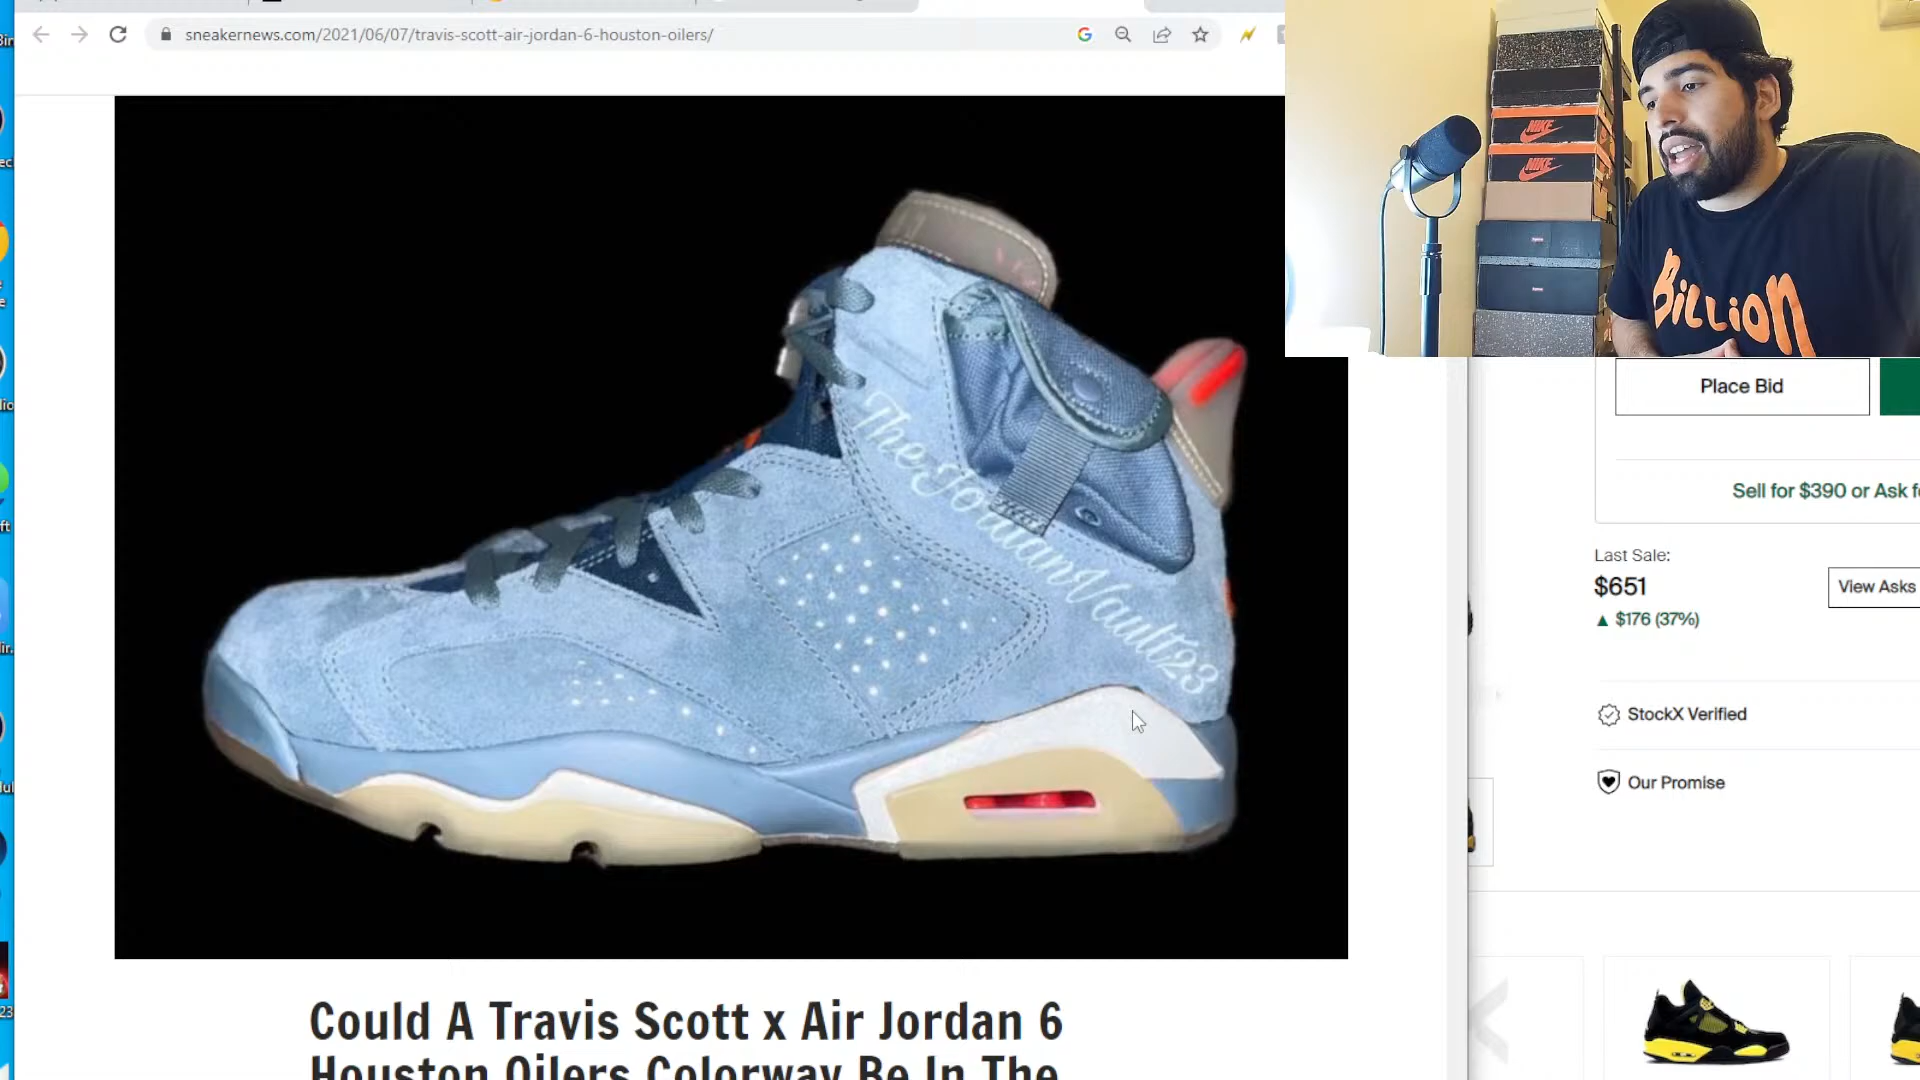 sneakernews.com/2021/06/07/travis-scott-air-jordan-6-houston-oilers/
NIKE
NIKE
BILLION
TheJordanVault23
Place Bid
Sell for $390 or Ask
Last Sale:
$651
View Asks
▲ $176 (37%)
StockX Verified
Our Promise
Could A Travis Scott x Air Jordan 6
Houston Oilers Colorway Be In The